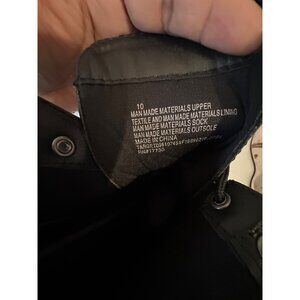 10
MAN MADE MATERIALS UPPER
TEXTILE AND MAN MADE MATERIALS LINING
MAN MADE MATERIALS SOCK
MAN MADE MATERIALS OUTSOLE
MADE IN CHINA